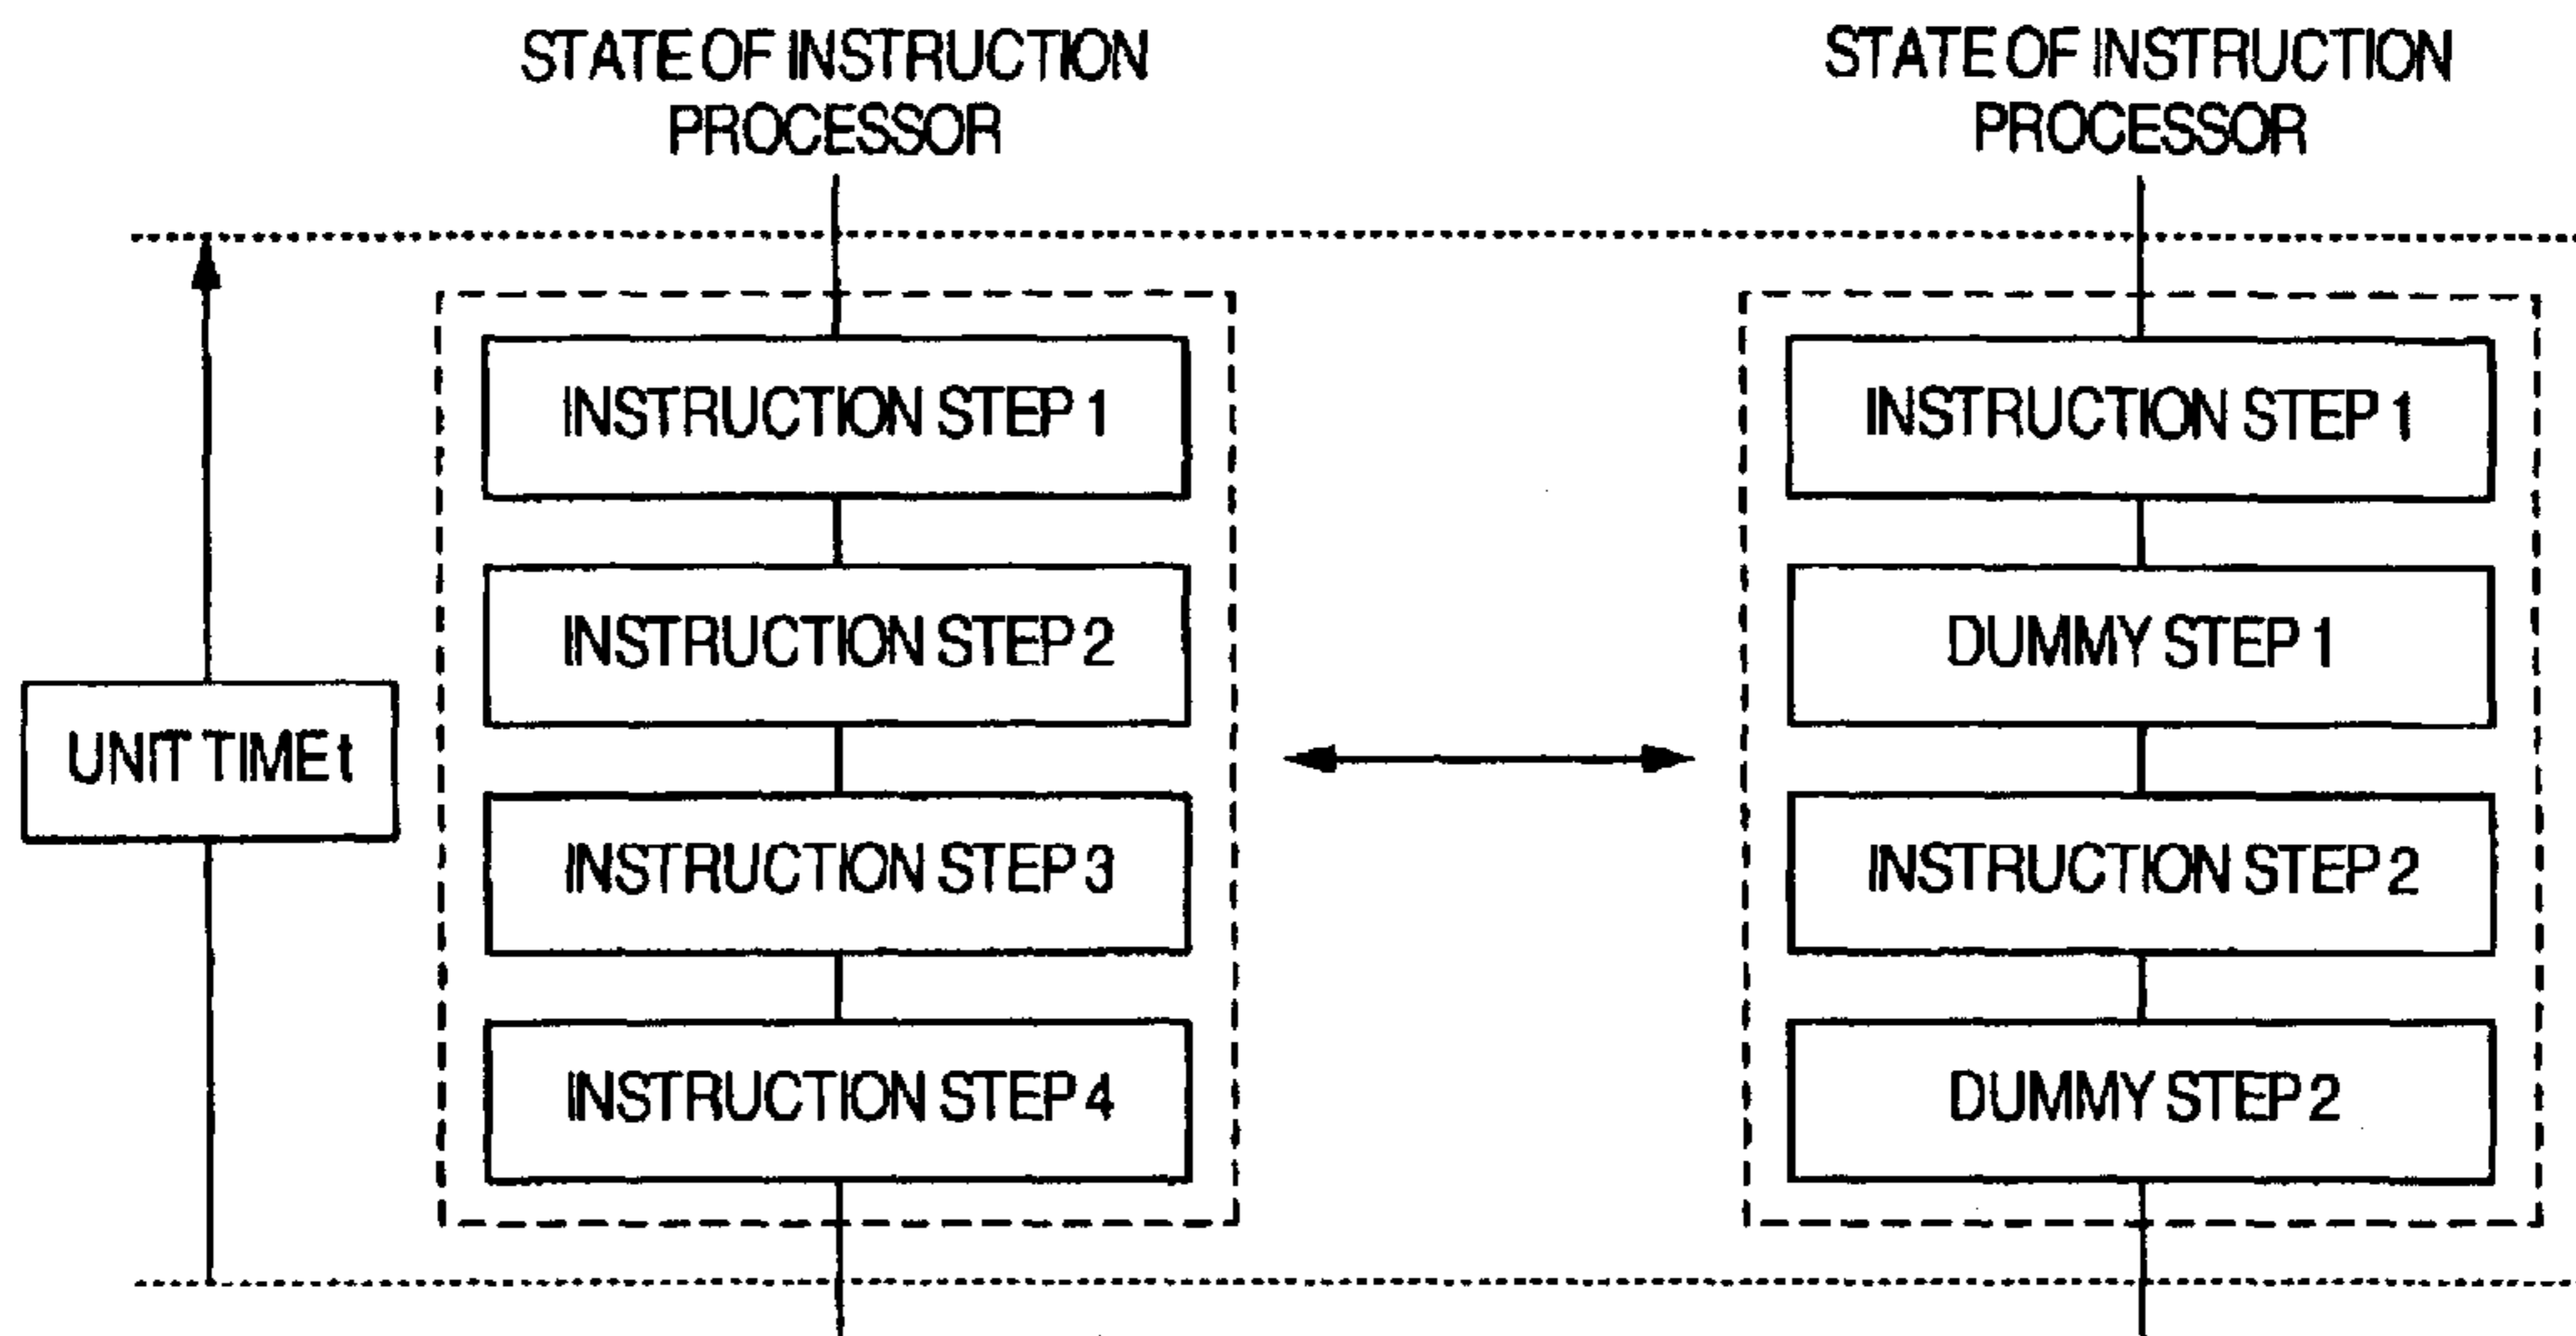 STATE OF INSTRUCTION
PROCESSOR
STATE OF INSTRUCTION
PROCESSOR
UNIT TIME t
INSTRUCTION STEP 1
INSTRUCTION STEP 2
INSTRUCTION STEP 3
INSTRUCTION STEP 4
INSTRUCTION STEP 1
DUMMY STEP 1
INSTRUCTION STEP 2
DUMMY STEP 2